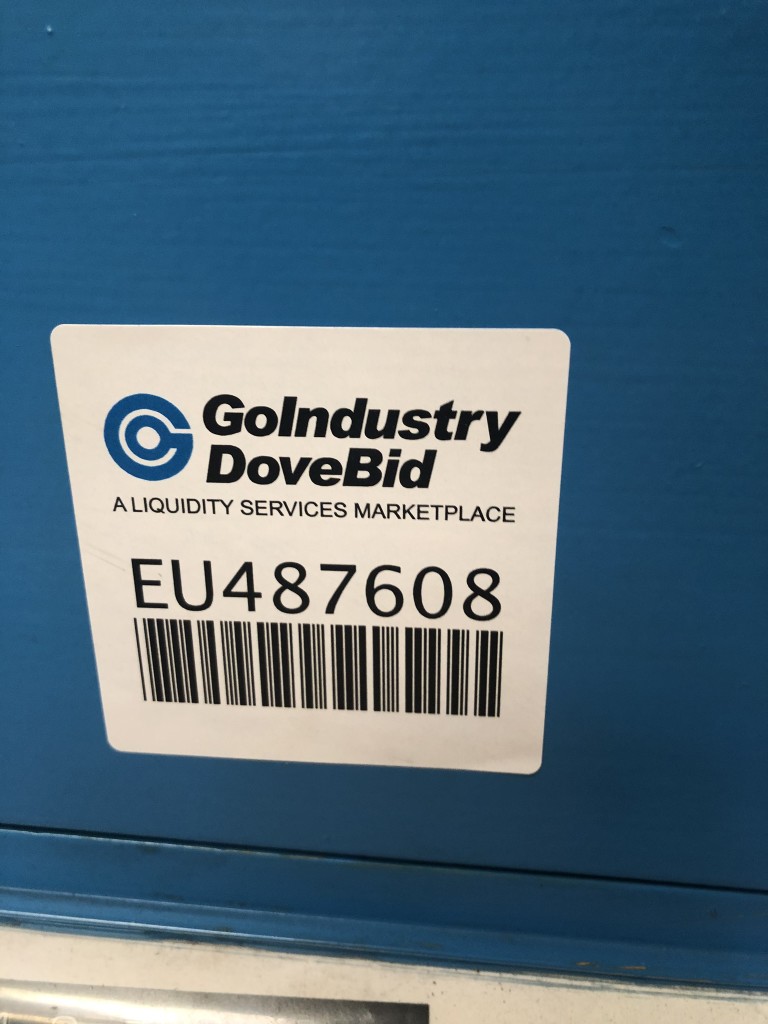 GoIndustry
DoveBid
A LIQUIDITY SERVICES MARKETPLACE
EU487608